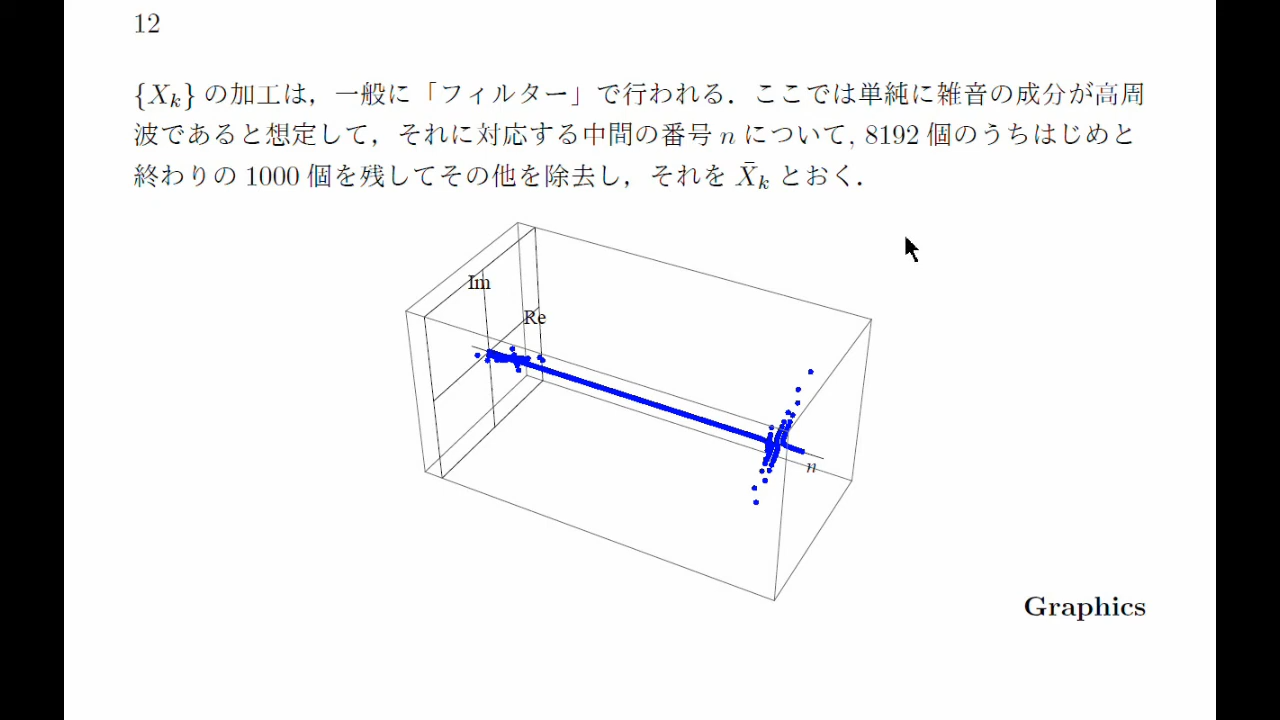 12
{X_k} の加工は，一般に「フィルター」で行われる．ここでは単純に雑音の成分が高周
波であると想定して，それに対応する中間の番号 n について, 8192 個のうちはじめと
終わりの 1000 個を残してその他を除去し，それを X̄_k とおく．
Im
Re
n
Graphics